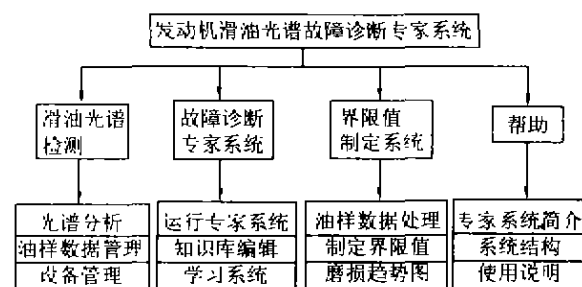 发动机滑油光谱故障诊断专家系统
滑油光谱
检测
故障诊断
专家系统
界限值
制定系统
帮助
光谱分析
油样数据管理
设备管理
运行专家系统
知识库编辑
学习系统
油样数据处理
制定界限值
磨损趋势图
专家系统简介
系统结构
使用说明